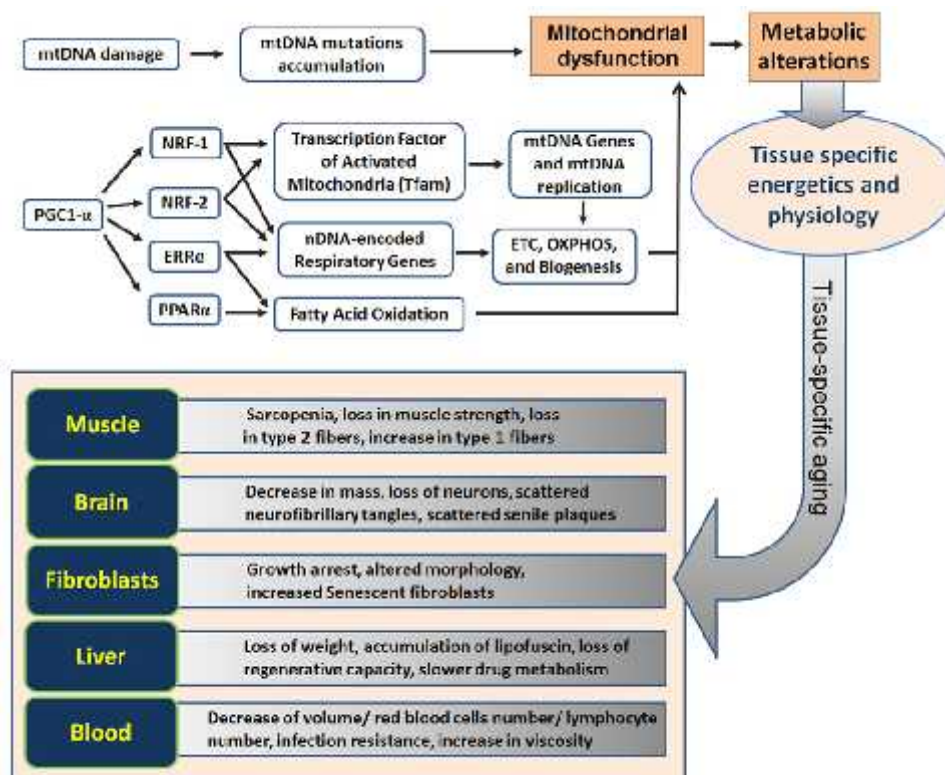 mtDNA damage
mtDNA mutations
accumulation
Mitochondrial
dysfunction
Metabolic
alterations
Tissue specific
energetics and
physiology
PGC1-α
NRF-1
NRF-2
ERRα
PPARα
Transcription Factor
of Activated
Mitochondria (Tfam)
nDNA-encoded
Respiratory Genes
Fatty Acid Oxidation
mtDNA Genes
and mtDNA
replication
ETC, OXPHOS,
and Biogenesis
Tissue-specific aging
Muscle
Sarcopenia, loss in muscle strength, loss
in type 2 fibers, increase in type 1 fibers
Brain
Decrease in mass, loss of neurons, scattered
neurofibrillary tangles, scattered senile plaques
Fibroblasts
Growth arrest, altered morphology,
increased Senescent fibroblasts
Liver
Loss of weight, accumulation of lipofuscin, loss of
regenerative capacity, slower drug metabolism
Blood
Decrease of volume/ red blood cells number/ lymphocyte
number, infection resistance, increase in viscosity